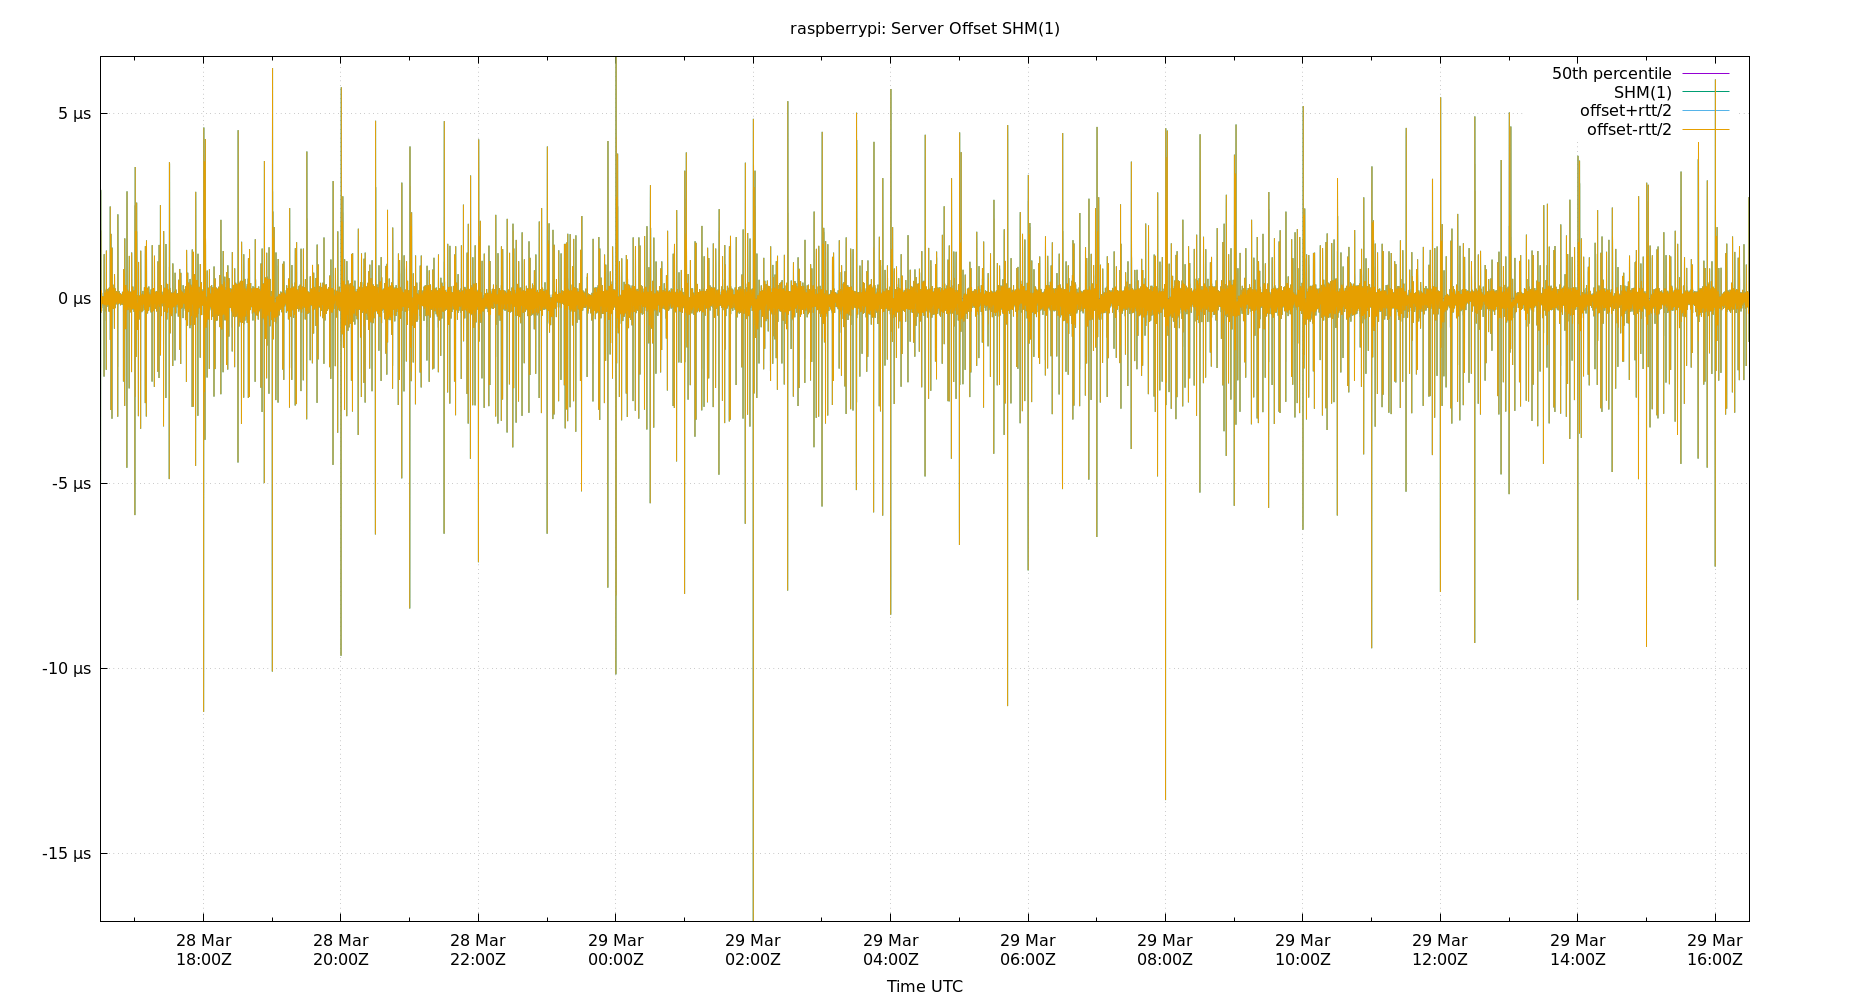 raspberrypi: Server Offset SHM(1)
50th percentile
SHM(1)
offset+rtt/2
offset-rtt/2
5 µs
0 µs
-5 µs
-10 µs
-15 µs
28 Mar 28 Mar 28 Mar 29 Mar 29 Mar 29 Mar 29 Mar 29 Mar 29 Mar 29 Mar 29 Mar 29 Mar
18:00Z 20:00Z 22:00Z 00:00Z 02:00Z 04:00Z 06:00Z 08:00Z 10:00Z 12:00Z 14:00Z 16:00Z
Time UTC